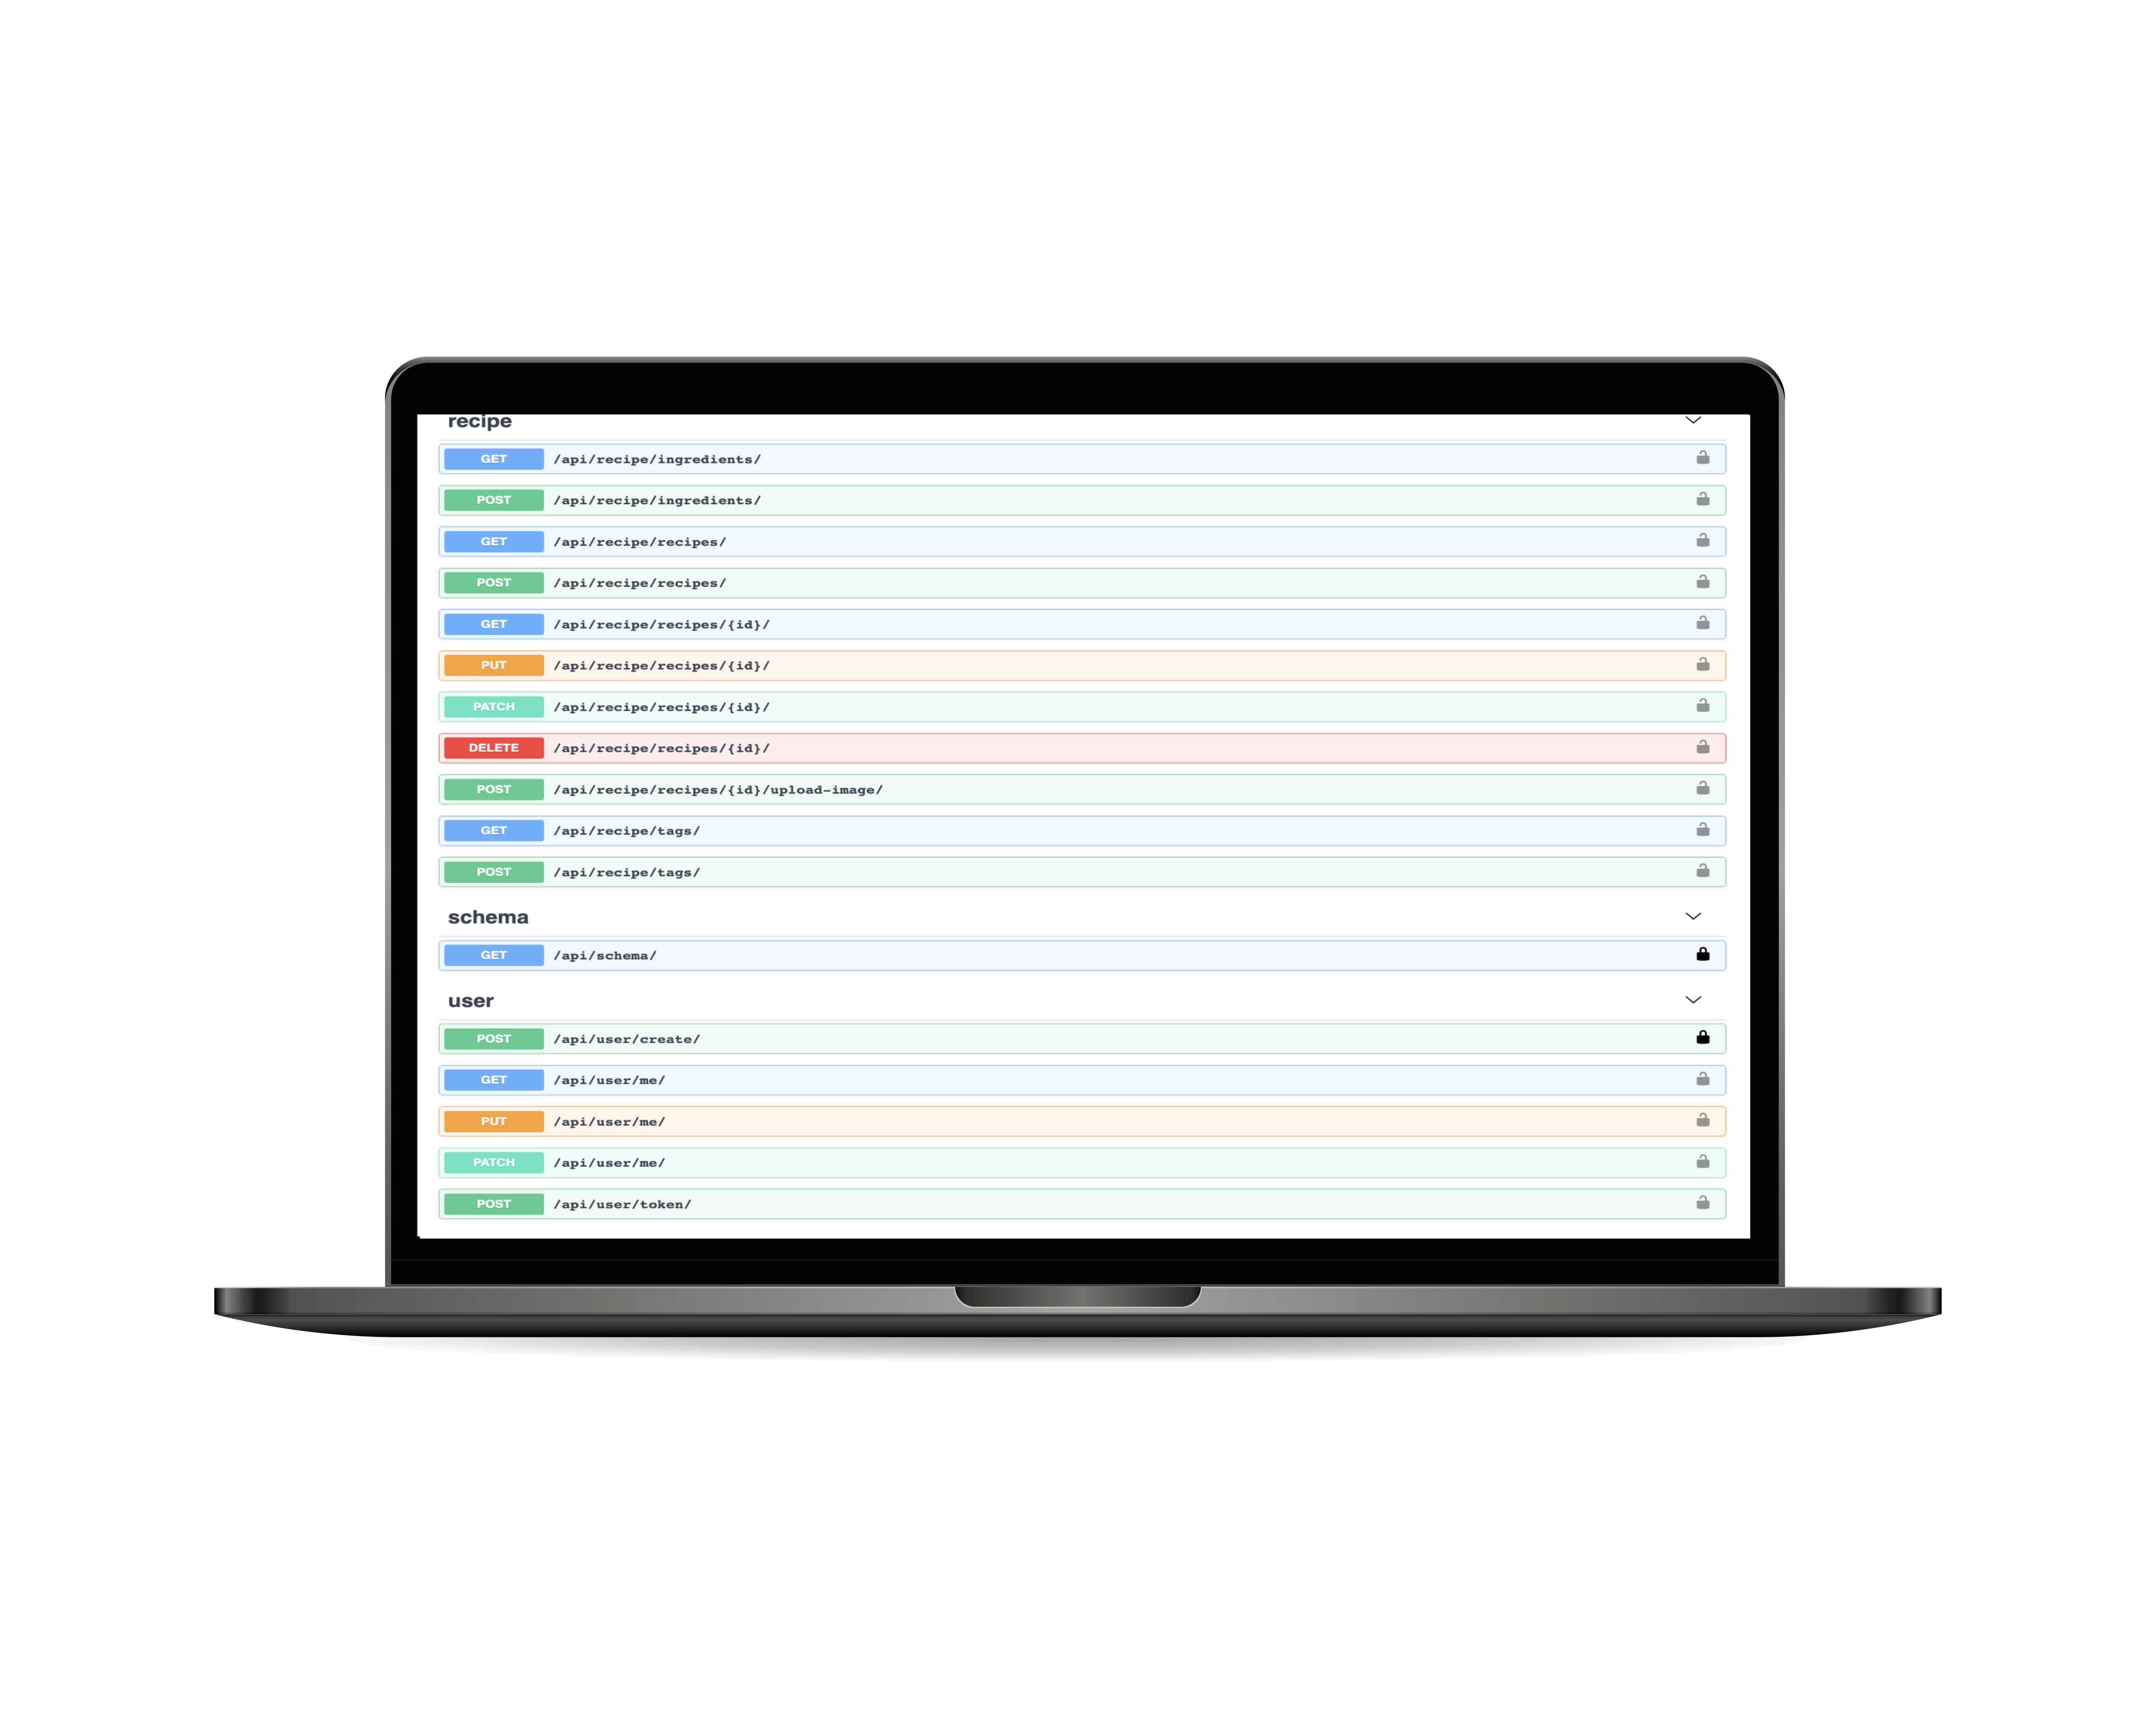 recipe
GET /api/recipe/ingredients/
POST /api/recipe/ingredients/
GET /api/recipe/recipes/
POST /api/recipe/recipes/
GET /api/recipe/recipes/{id}/
PUT /api/recipe/recipes/{id}/
PATCH /api/recipe/recipes/{id}/
DELETE /api/recipe/recipes/{id}/
POST /api/recipe/recipes/{id}/upload-image/
GET /api/recipe/tags/
POST /api/recipe/tags/
schema
GET /api/schema/
user
POST /api/user/create/
GET /api/user/me/
PUT /api/user/me/
PATCH /api/user/me/
POST /api/user/token/